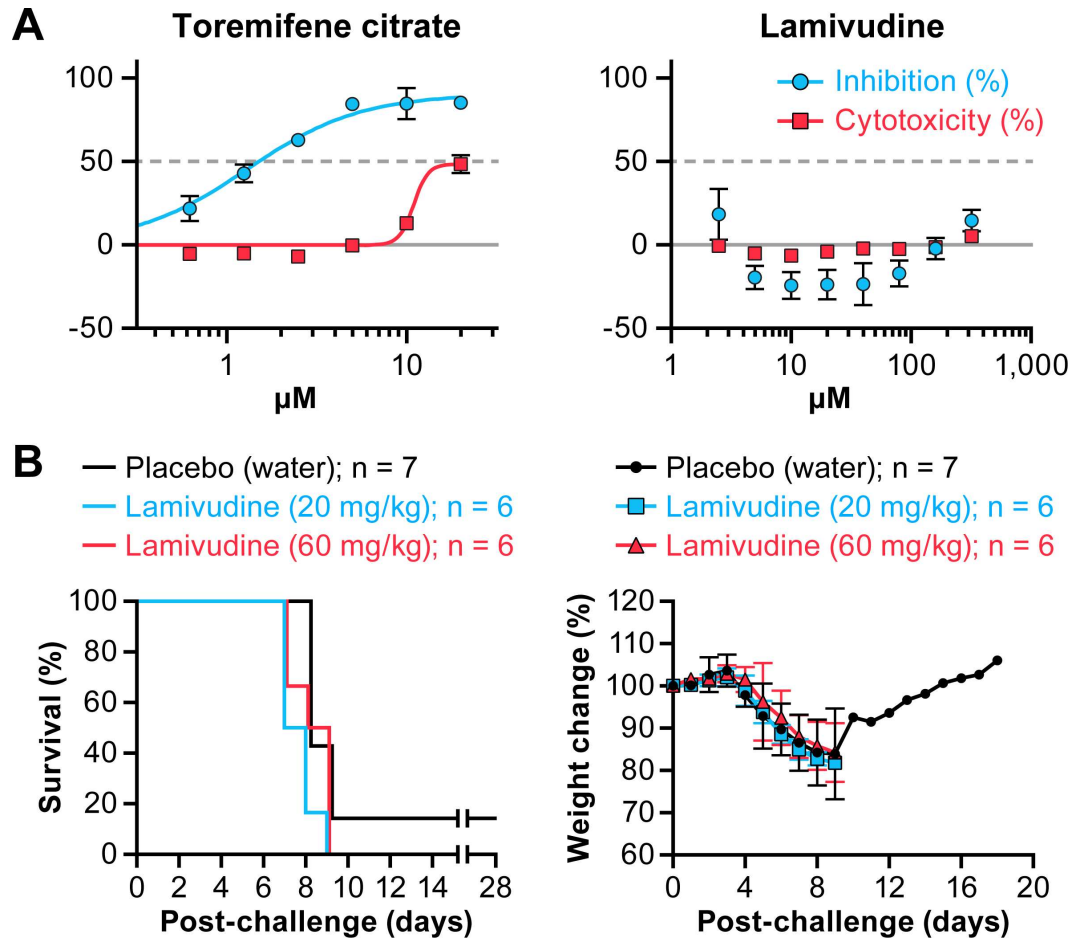 A
Toremifene citrate
Lamivudine
100
50
0
-50
1
10
µM
Inhibition (%)
Cytotoxicity (%)
100
50
0
-50
1
10
100
1,000
µM
B
Placebo (water); n = 7
Lamivudine (20 mg/kg); n = 6
Lamivudine (60 mg/kg); n = 6
Placebo (water); n = 7
Lamivudine (20 mg/kg); n = 6
Lamivudine (60 mg/kg); n = 6
Survival (%)
100
80
60
40
20
0
0 2 4 6 7 8 10 12 14 28
Post-challenge (days)
Weight change (%)
120
110
100
90
80
70
60
0 4 8 12 16 20
Post-challenge (days)